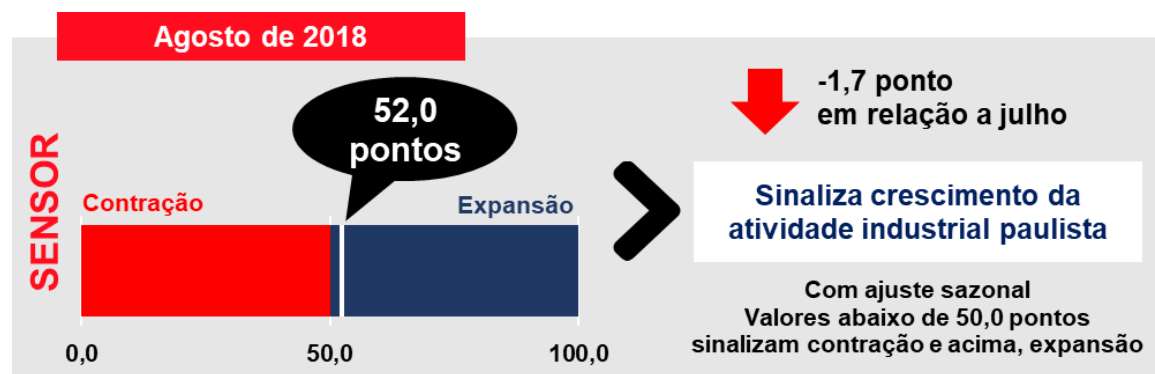 Agosto de 2018
SENSOR
52,0
pontos
Contração
Expansão
0,0
50,0
100,0
-1,7 ponto
em relação a julho
Sinaliza crescimento da
atividade industrial paulista
Com ajuste sazonal
Valores abaixo de 50,0 pontos
sinalizam contração e acima, expansão